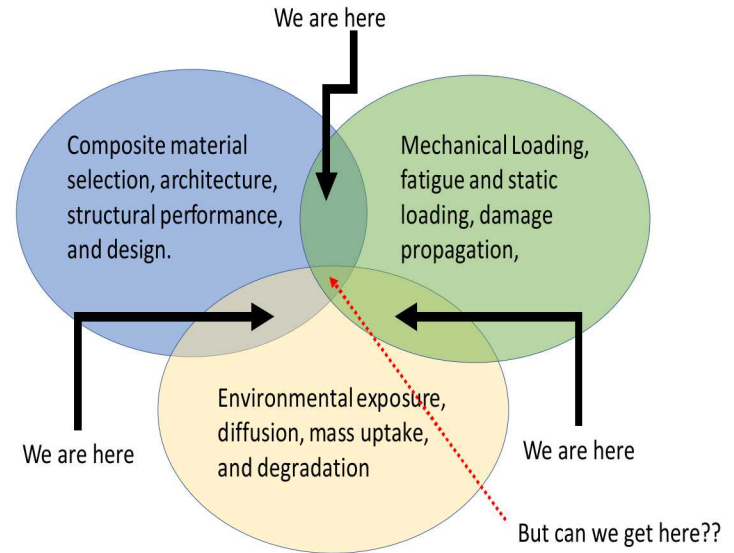 We are here
Composite material
selection, architecture,
structural performance,
and design.
Mechanical Loading,
fatigue and static
loading, damage
propagation,
Environmental exposure,
diffusion, mass uptake,
and degradation
We are here
We are here
But can we get here??